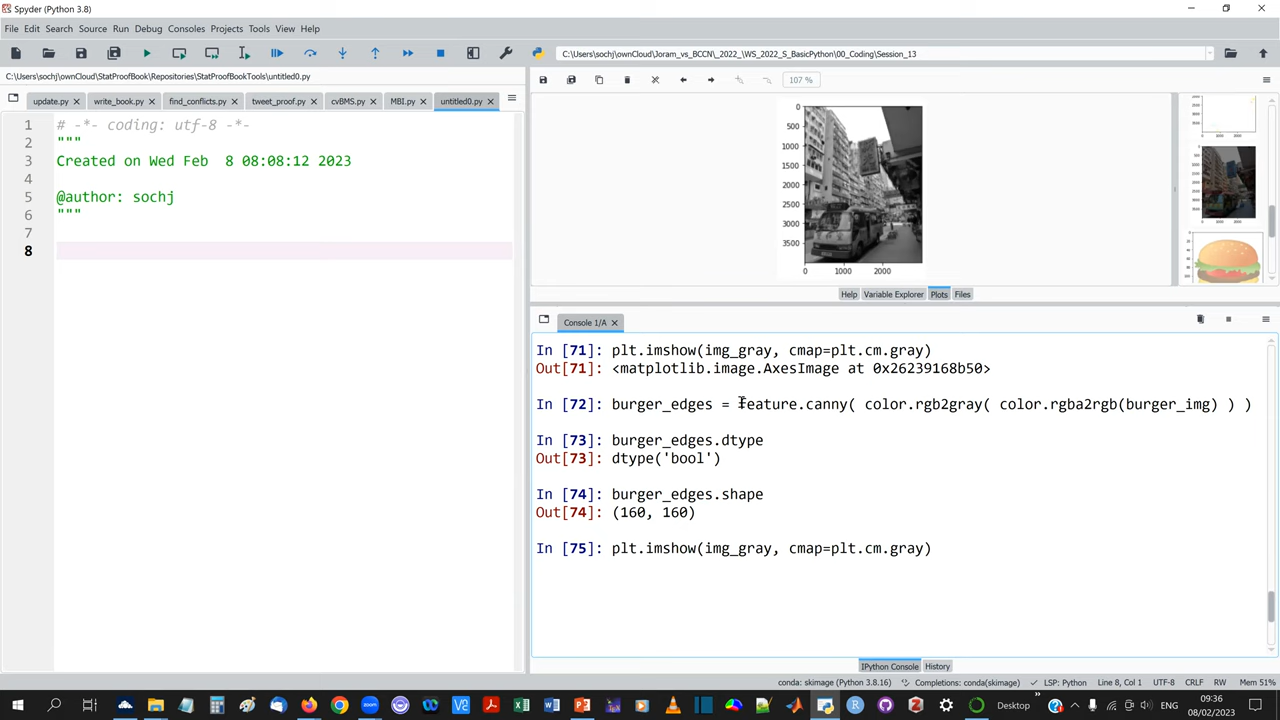 Spyder (Python 3.8)
File Edit Search Source Run Debug Consoles Projects Tools View Help
C:\Users\sochj\ownCloud\Joram_vs_BCCN\_2022_\WS_2022_S_BasicPython\00_Coding\Session_13
C:\Users\sochj\ownCloud\StatProofBook\Repositories\StatProofBookTools\untitled0.py
107 %
update.py write_book.py find_conflicts.py tweet_proof.py cvBMS.py MBI.py untitled0.py
1 # -*- coding: utf-8 -*-
2 """
3 Created on Wed Feb  8 08:08:12 2023
4
5 @author: sochj
6 """
7
8
0
500
1000
1500
2000
2500
3000
3500
0 1000 2000
Help Variable Explorer Plots Files
Console 1/A
In [71]: plt.imshow(img_gray, cmap=plt.cm.gray)
Out[71]: <matplotlib.image.AxesImage at 0x26239168b50>
In [72]: burger_edges = feature.canny( color.rgb2gray( color.rgba2rgb(burger_img) ) )
In [73]: burger_edges.dtype
Out[73]: dtype('bool')
In [74]: burger_edges.shape
Out[74]: (160, 160)
In [75]: plt.imshow(img_gray, cmap=plt.cm.gray)
IPython Console History
conda: skimage (Python 3.8.16) Completions: conda(skimage) LSP: Python Line 8, Col 1 UTF-8 CRLF RW Mem 51%
Desktop
ENG
09:36
08/02/2023